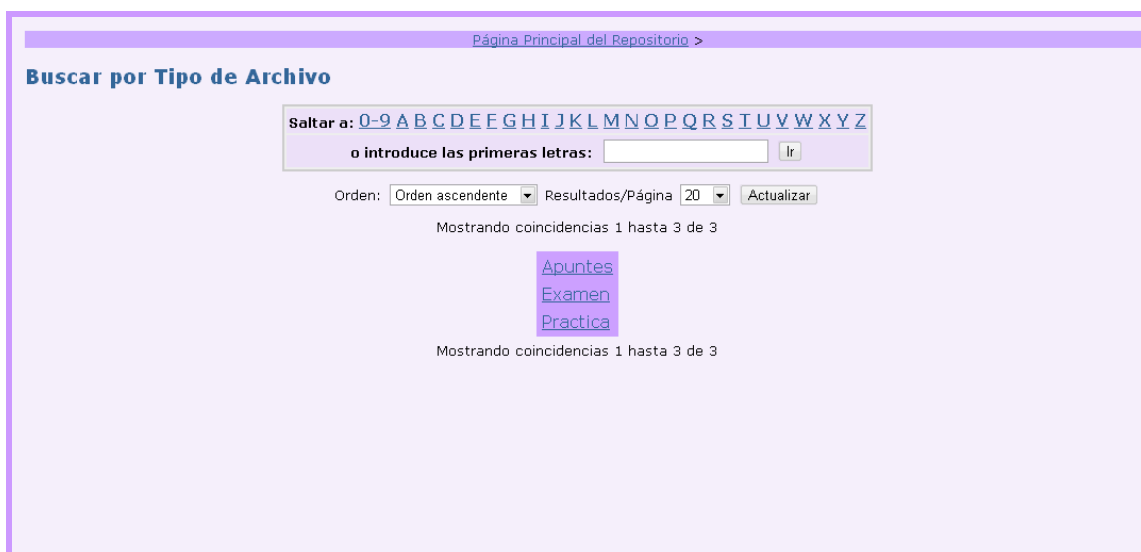 Página Principal del Repositorio >
Buscar por Tipo de Archivo
Saltar a: 0-9 A B C D E F G H I J K L M N O P Q R S T U V W X Y Z
o introduce las primeras letras: Ir
Orden: Orden ascendente Resultados/Página 20 Actualizar
Mostrando coincidencias 1 hasta 3 de 3
Apuntes
Examen
Practica
Mostrando coincidencias 1 hasta 3 de 3